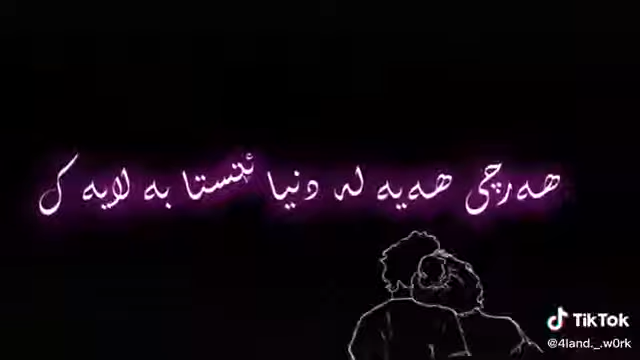 هەرچی هەیە لە دنیا ئێستا بە لایە ک
TikTok
@4land._.w0rk